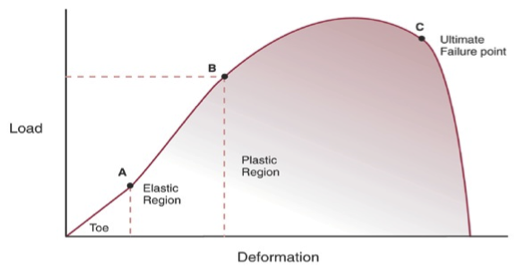 C
Ultimate
Failure point
B
Load
Plastic
Region
A
Elastic
Region
Toe
Deformation